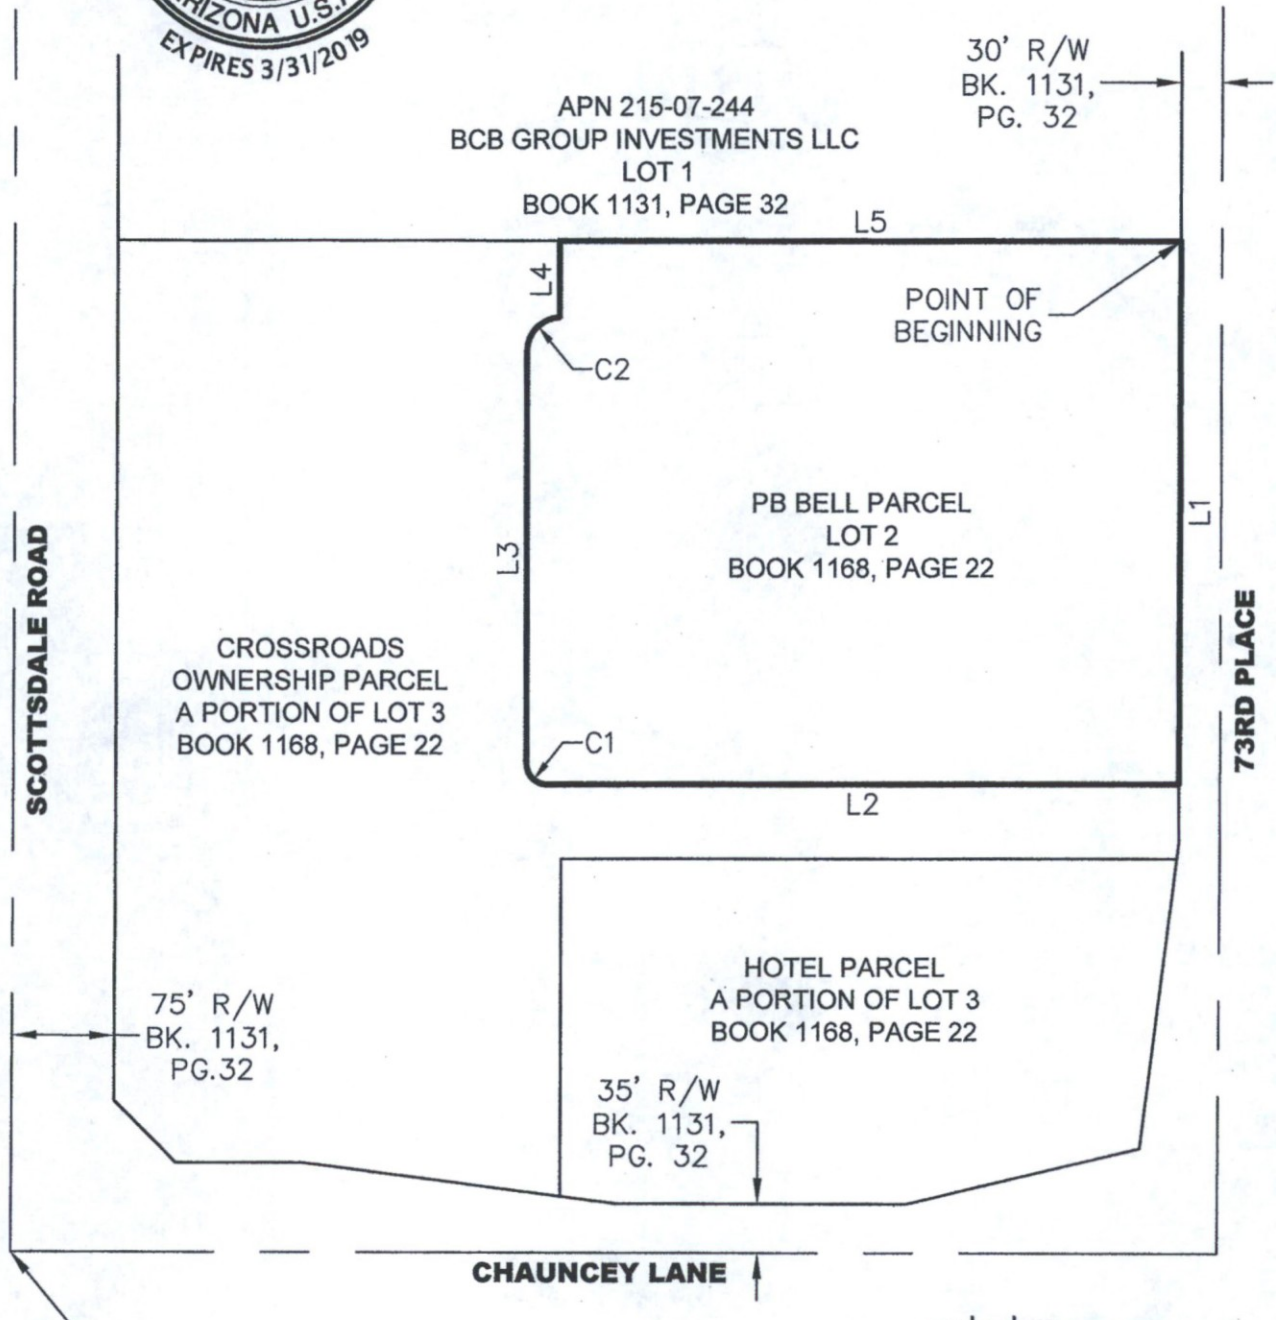 ARIZONA U.S.A.
EXPIRES 3/31/2019
30' R/W
BK. 1131,
PG. 32
APN 215-07-244
BCB GROUP INVESTMENTS LLC
LOT 1
BOOK 1131, PAGE 32
L5
L4
POINT OF
BEGINNING
C2
L1
PB BELL PARCEL
LOT 2
BOOK 1168, PAGE 22
L3
SCOTTSDALE ROAD
73RD PLACE
CROSSROADS
OWNERSHIP PARCEL
A PORTION OF LOT 3
BOOK 1168, PAGE 22
C1
L2
HOTEL PARCEL
A PORTION OF LOT 3
BOOK 1168, PAGE 22
75' R/W
BK. 1131,
PG.32
35' R/W
BK. 1131,
PG. 32
CHAUNCEY LANE